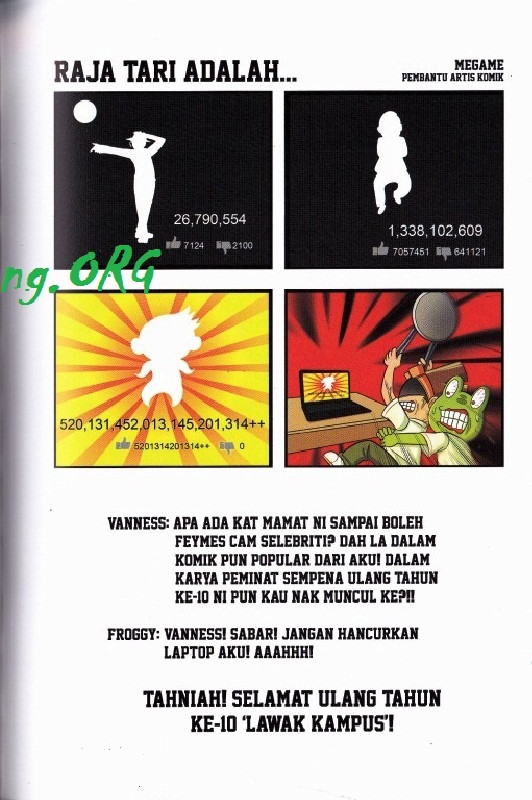 RAJA TARI ADALAH...
MEGAME
PEMBANTU ARTIS KOMIK
26,790,554
7124 2100
1,338,102,609
7057451 641121
ng.ORG
520,131,452,013,145,201,314++
5201314201314++ 0
VANNESS: APA ADA KAT MAMAT NI SAMPAI BOLEH
FEYMES CAM SELEBRITI? DAH LA DALAM
KOMIK PUN POPULAR DARI AKU! DALAM
KARYA PEMINAT SEMPENA ULANG TAHUN
KE-10 NI PUN KAU NAK MUNCUL KE?!!
FROGGY: VANNESS! SABAR! JANGAN HANCURKAN
LAPTOP AKU! AAAHHH!
TAHNIAH! SELAMAT ULANG TAHUN
KE-10 'LAWAK KAMPUS'!